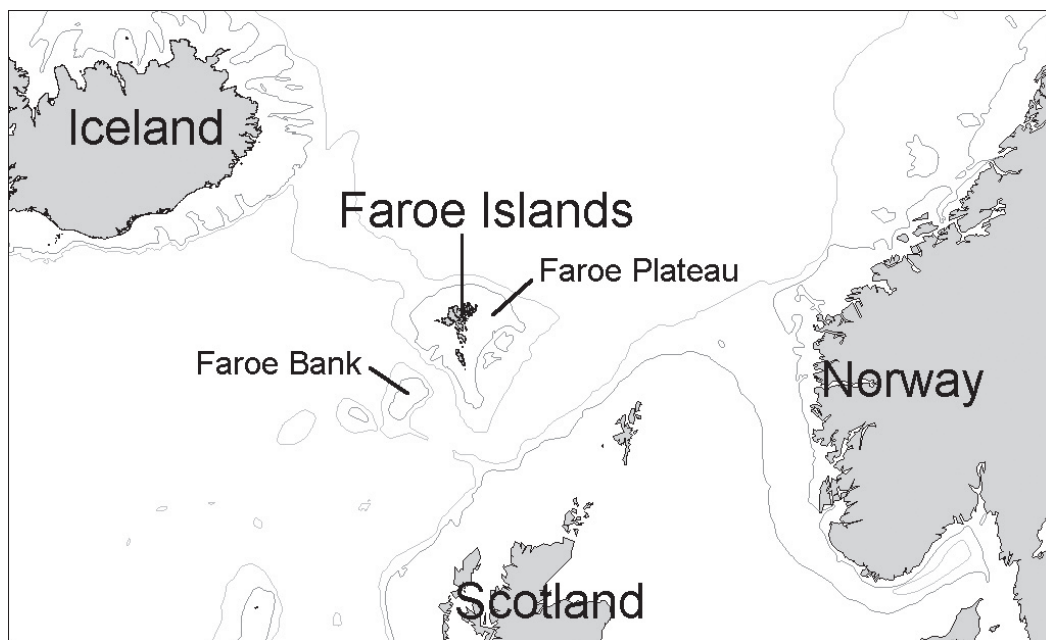 Iceland
Faroe Islands
Faroe Plateau
Faroe Bank
Norway
Scotland